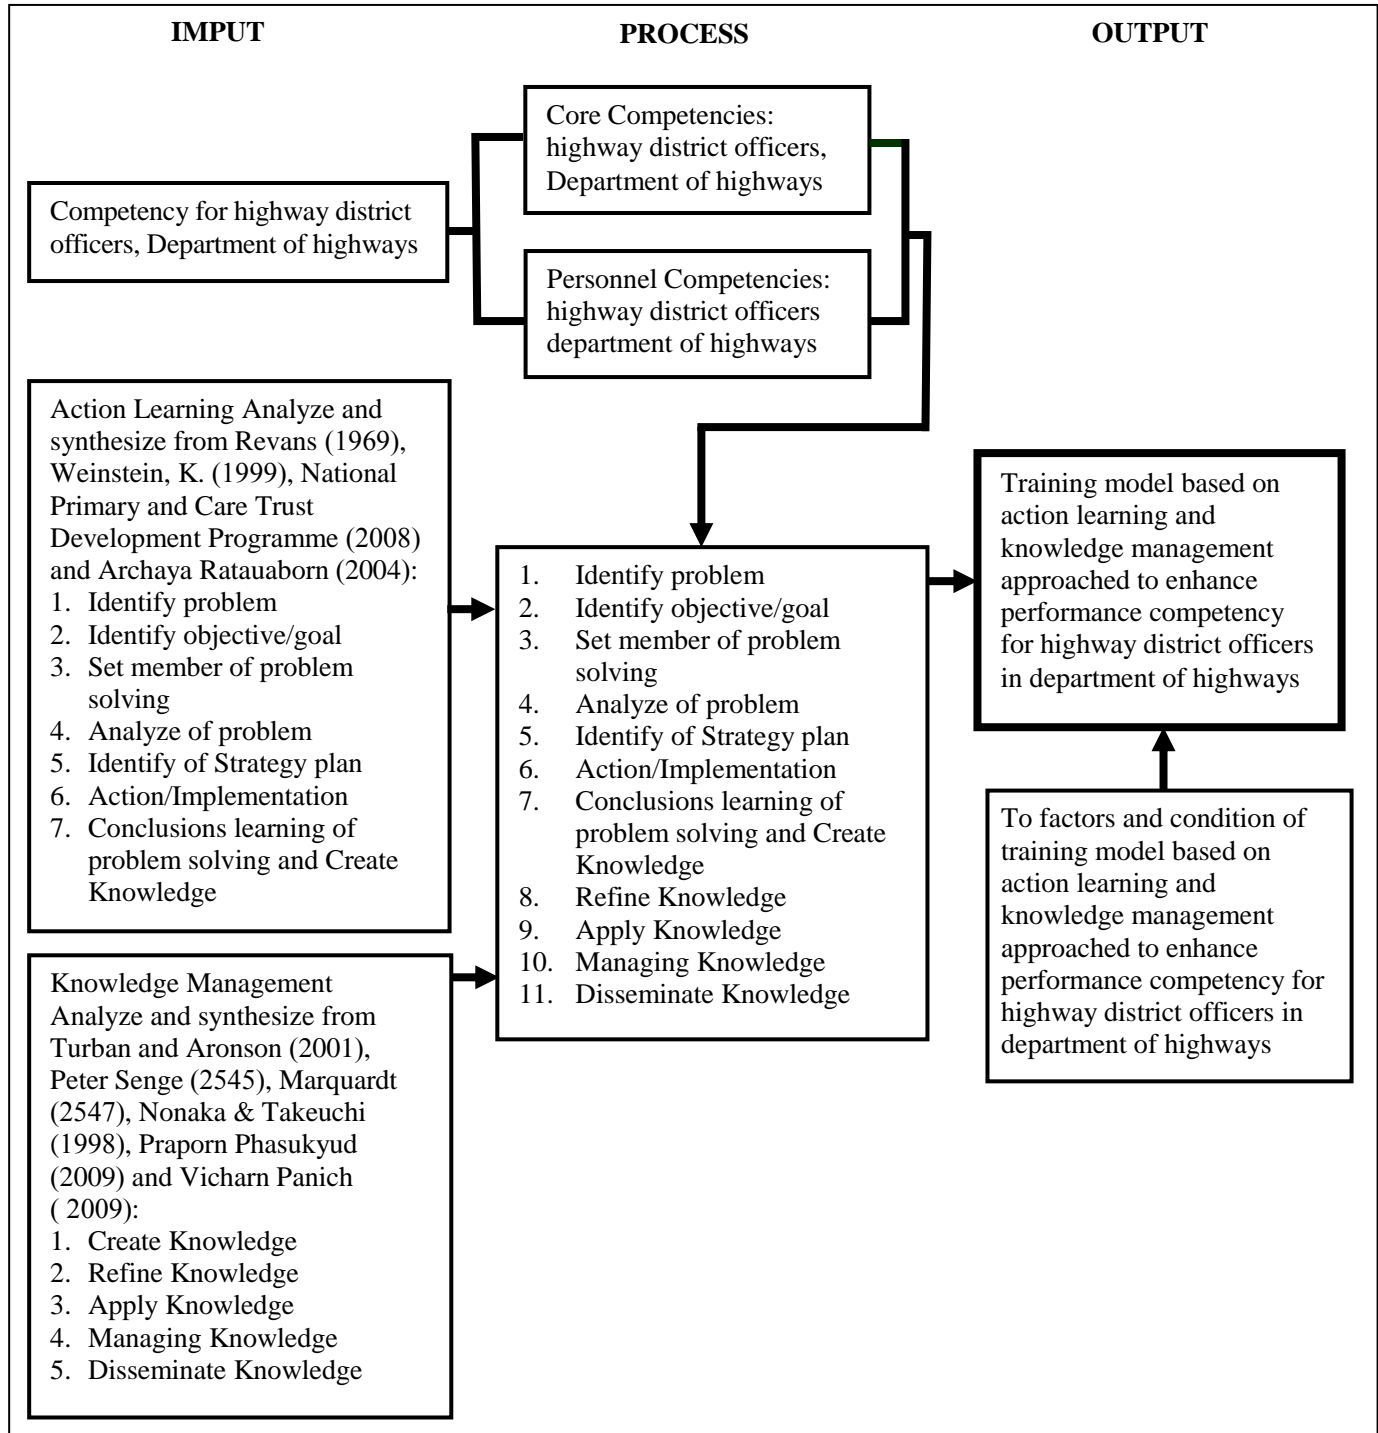 IMPUT
PROCESS
OUTPUT
Core Competencies:
highway district officers,
Department of highways
Competency for highway district
officers, Department of highways
Personnel Competencies:
highway district officers
department of highways
Action Learning Analyze and
synthesize from Revans (1969),
Weinstein, K. (1999), National
Primary and Care Trust
Development Programme (2008)
and Archaya Ratauaborn (2004):
1. Identify problem
2. Identify objective/goal
3. Set member of problem
solving
4. Analyze of problem
5. Identify of Strategy plan
6. Action/Implementation
7. Conclusions learning of
problem solving and Create
Knowledge
Knowledge Management
Analyze and synthesize from
Turban and Aronson (2001),
Peter Senge (2545), Marquardt
(2547), Nonaka & Takeuchi
(1998), Praporn Phasukyud
(2009) and Vicharn Panich
( 2009):
1. Create Knowledge
2. Refine Knowledge
3. Apply Knowledge
4. Managing Knowledge
5. Disseminate Knowledge
1. Identify problem
2. Identify objective/goal
3. Set member of problem
solving
4. Analyze of problem
5. Identify of Strategy plan
6. Action/Implementation
7. Conclusions learning of
problem solving and Create
Knowledge
8. Refine Knowledge
9. Apply Knowledge
10. Managing Knowledge
11. Disseminate Knowledge
Training model based on
action learning and
knowledge management
approached to enhance
performance competency
for highway district officers
in department of highways
To factors and condition of
training model based on
action learning and
knowledge management
approached to enhance
performance competency for
highway district officers in
department of highways